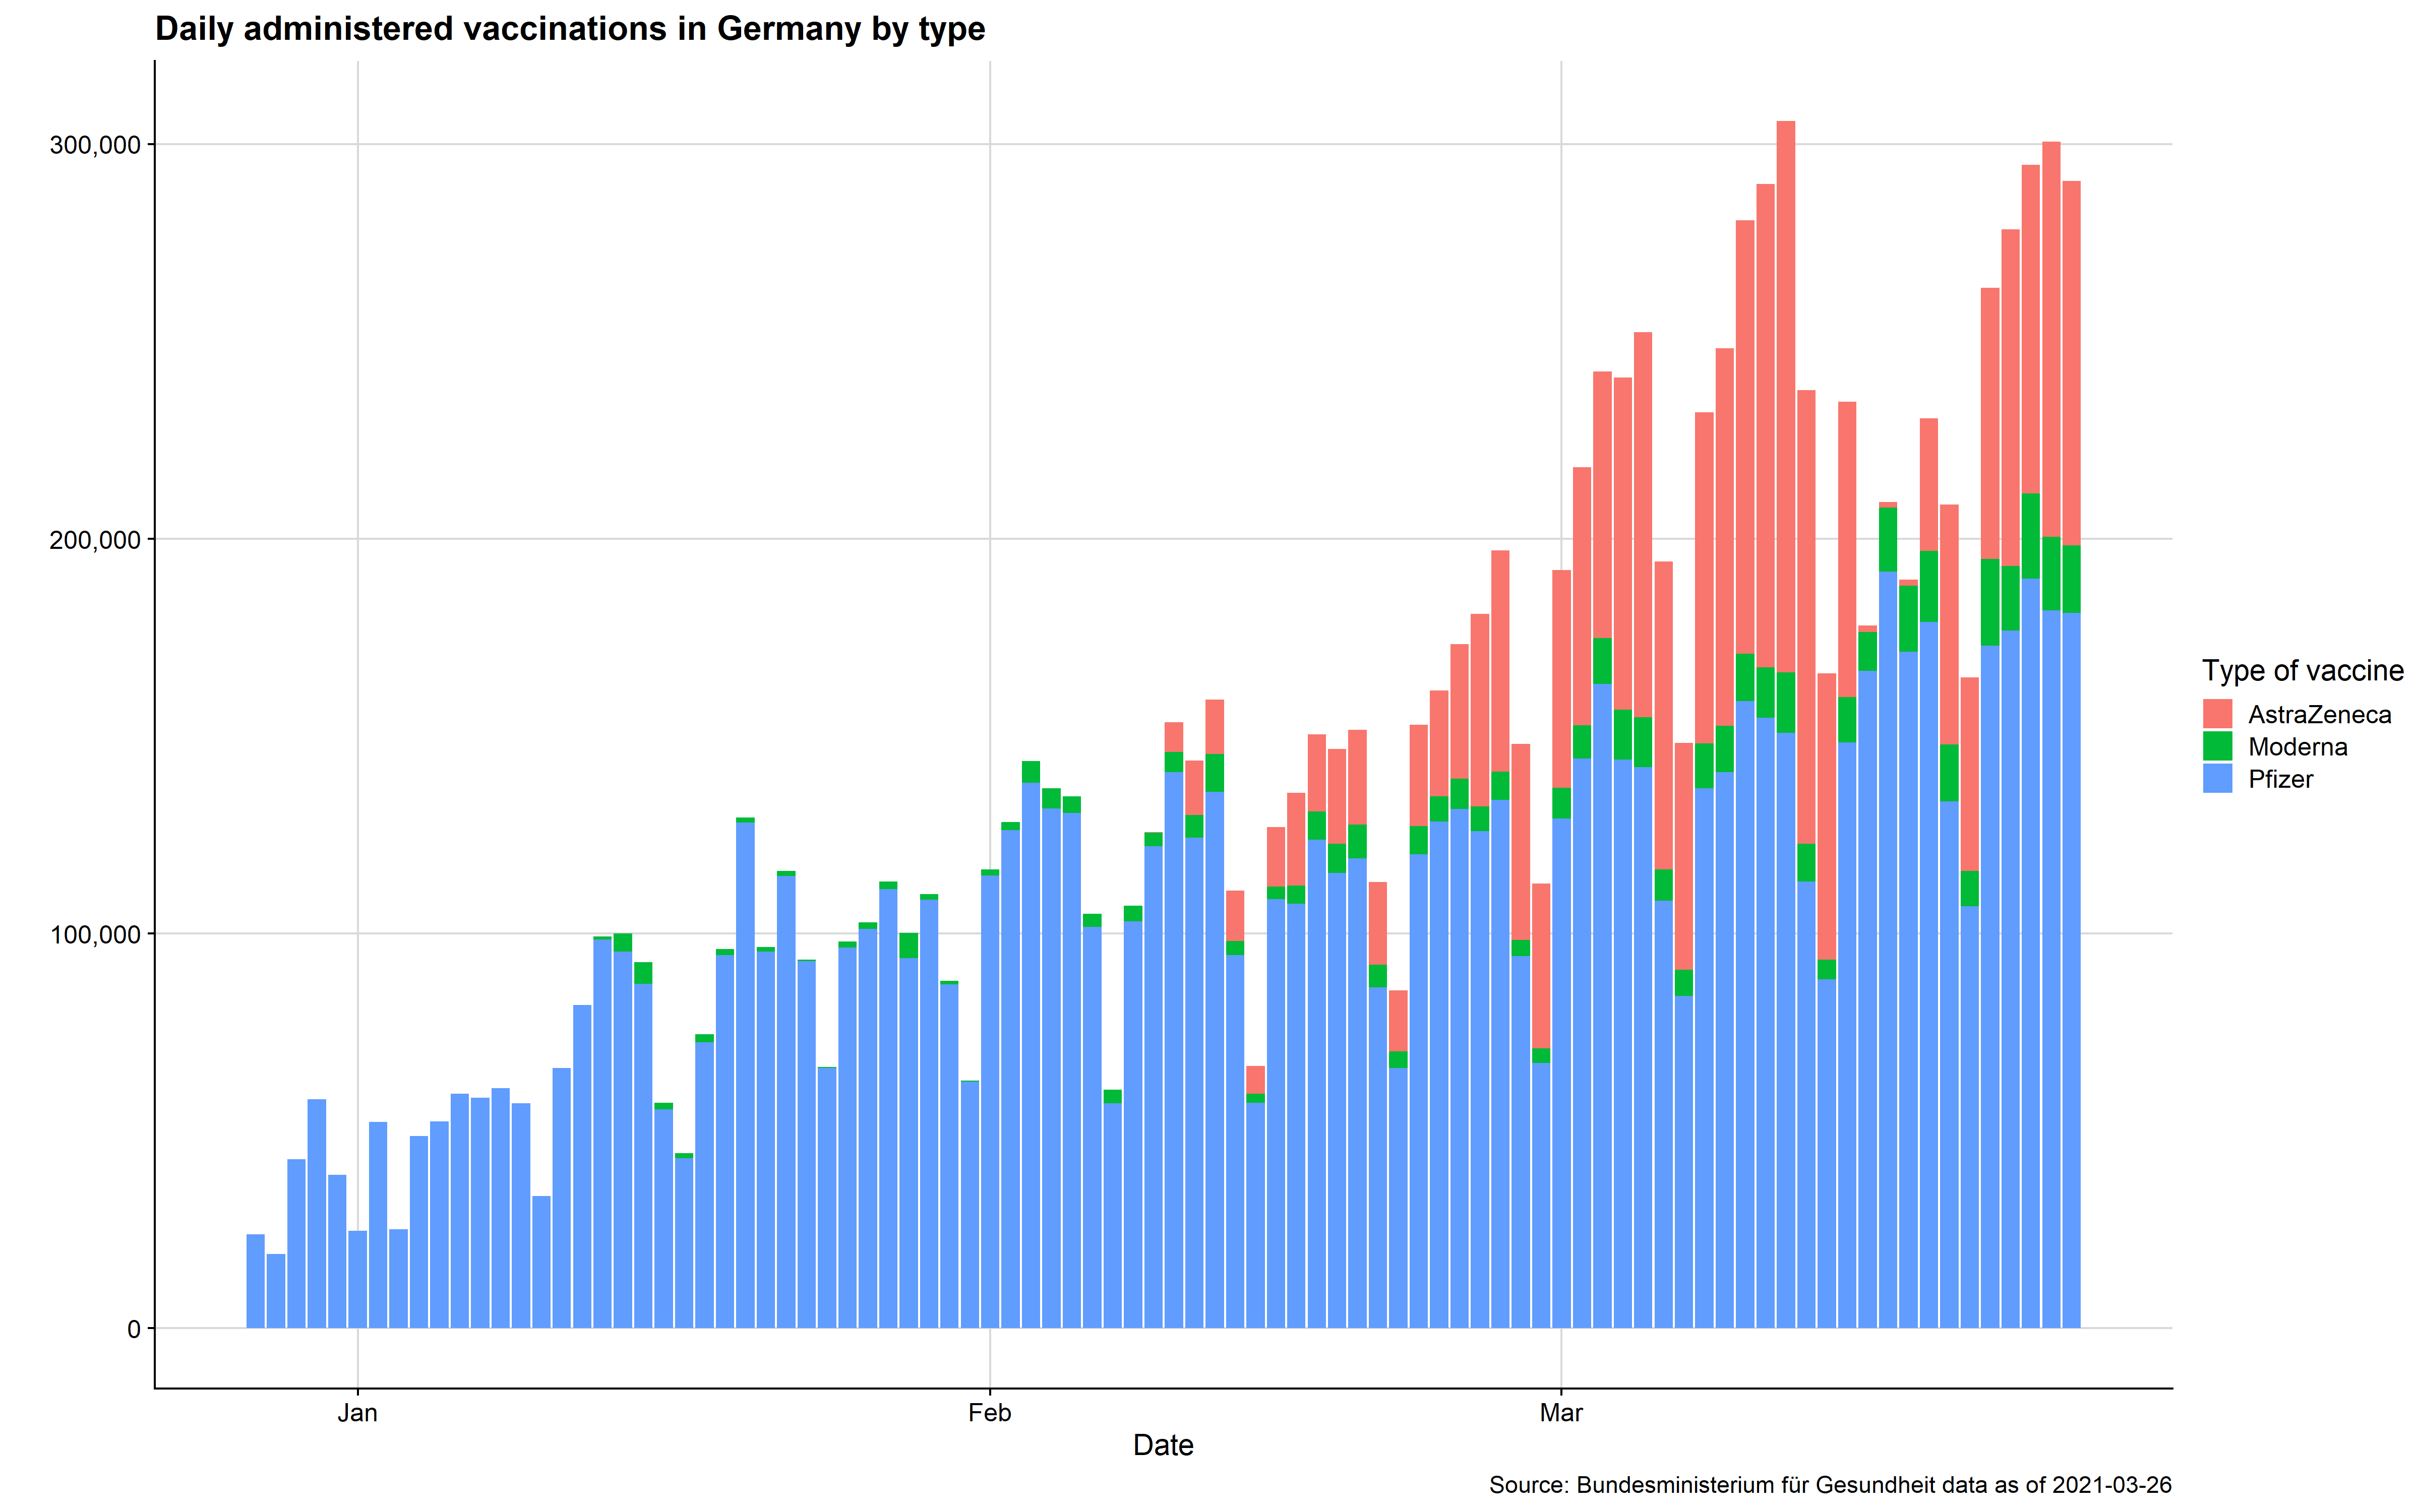 Daily administered vaccinations in Germany by type
300,000
200,000
100,000
0
Jan
Feb
Mar
Date
Type of vaccine
AstraZeneca
Moderna
Pfizer
Source: Bundesministerium für Gesundheit data as of 2021-03-26